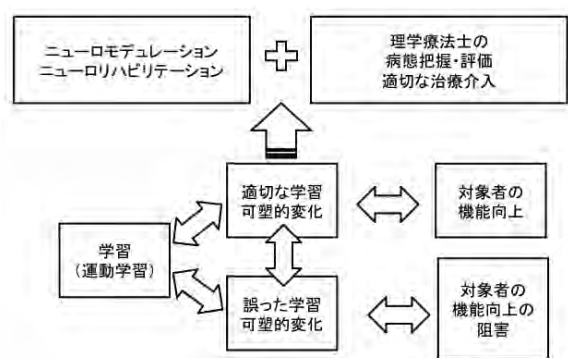 ニューロモデュレーション
ニューロリハビリテーション
理学療法士の
病態把握・評価
適切な治療介入
適切な学習
可塑的変化
対象者の
機能向上
学習
(運動学習)
誤った学習
可塑的変化
対象者の
機能向上の
阻害